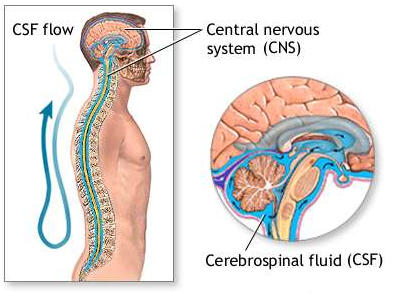 CSF flow
Central nervous
system (CNS)
Cerebrospinal fluid (CSF)